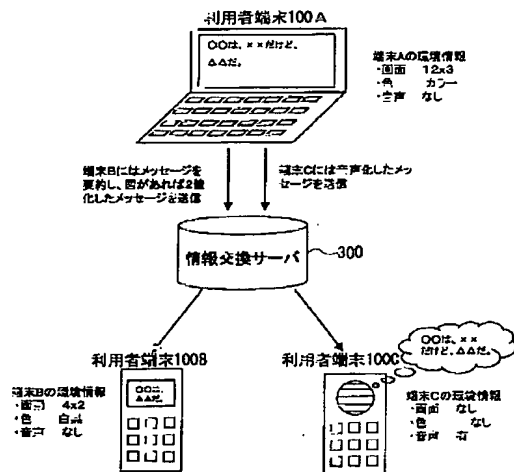 利用者端末100A
○○は、××だけど、
△△だ。
端末Aの環境情報
・画面 12x3
・色 カラー
・音声 なし
端末Bにはメッセージを
要約し、図があれば2値
化したメッセージを送信
端末Cには音声化したメッ
セージを送信
情報交換サーバ
300
利用者端末100B
利用者端末100C
○○は、××
だけど、△△だ。
端末Bの環境情報
・画面 4x2
・色 白黒
・音声 なし
○○は、
△△だ。
端末Cの環境情報
・画面 なし
・色 なし
・音声 有